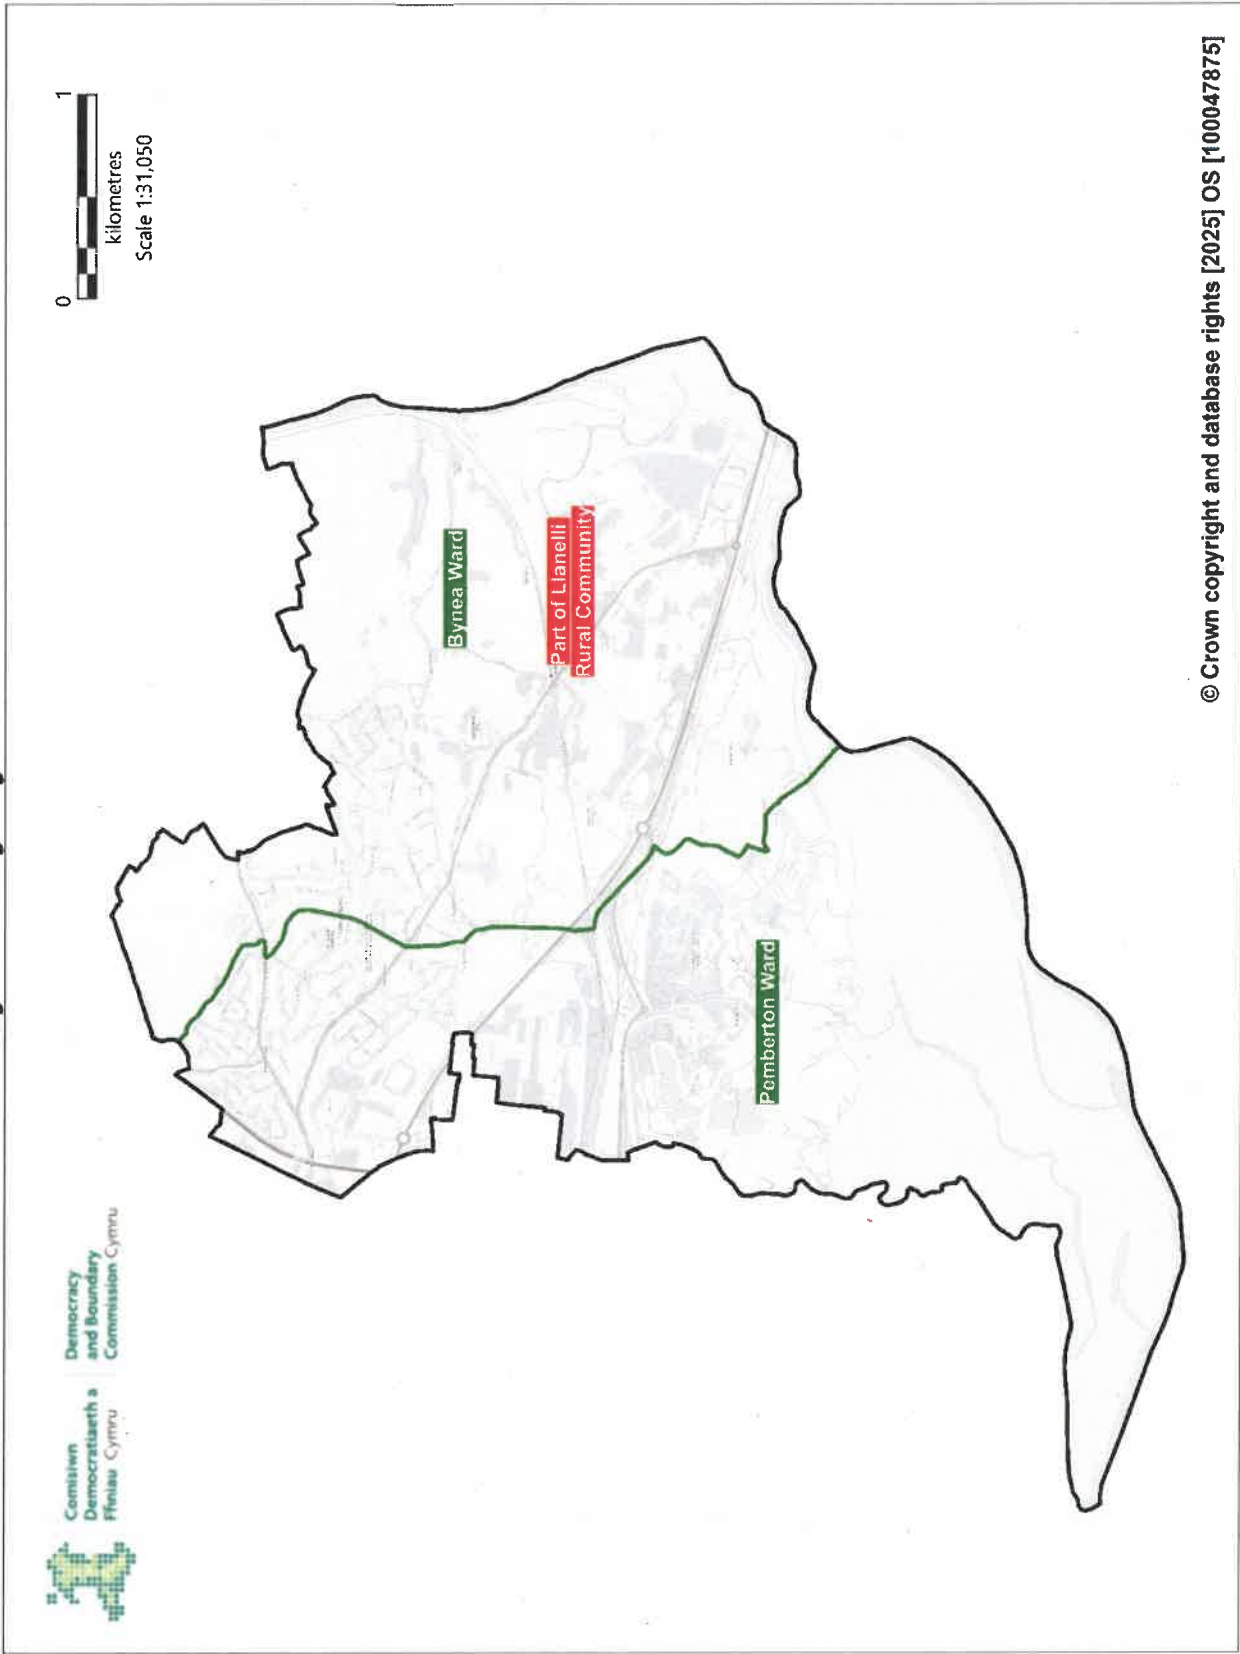 Comisiwn
Democratiaeth a
Ffiniau Cymru
Democracy
and Boundary
Commission Cymru
0 1
kilometres
Scale 1:31,050
Bynea Ward
Part of Llanelli
Rural Community
Pemberton Ward
© Crown copyright and database rights [2025] OS [100047875]